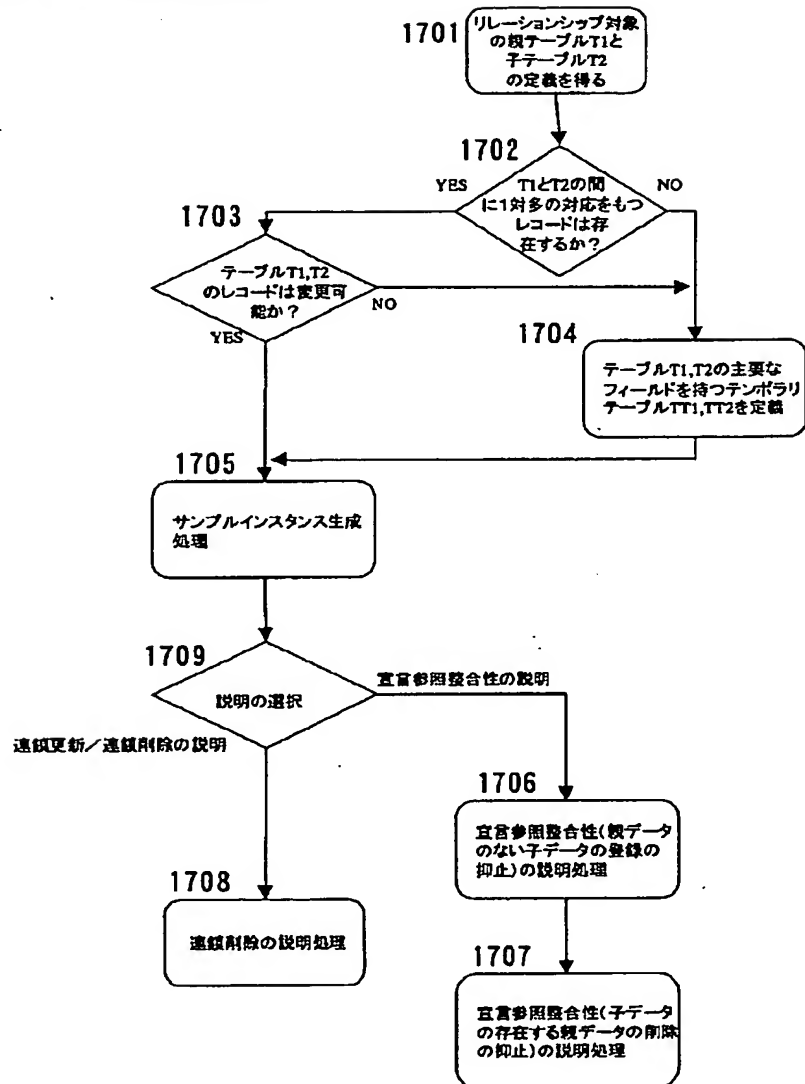 1701
リレーションシップ対象
の親テーブルT1と
子テーブルT2
の定義を得る
1702
YES
T1とT2の間
に1対多の対応をもつ
レコードは存
在するか？
NO
1703
テーブルT1,T2
のレコードは変更可
能か？
NO
YES
1704
テーブルT1,T2の主要な
フィールドを持つテンポラリ
テーブルTT1,TT2を定義
1705
サンプルインスタンス生成
処理
1709
説明の選択
宣言参照整合性の説明
連鎖更新／連鎖削除の説明
1706
宣言参照整合性(親データ
のない子データの登録の
抑止)の説明処理
1708
連鎖削除の説明処理
1707
宣言参照整合性(子データ
の存在する親データの削除
の抑止)の説明処理